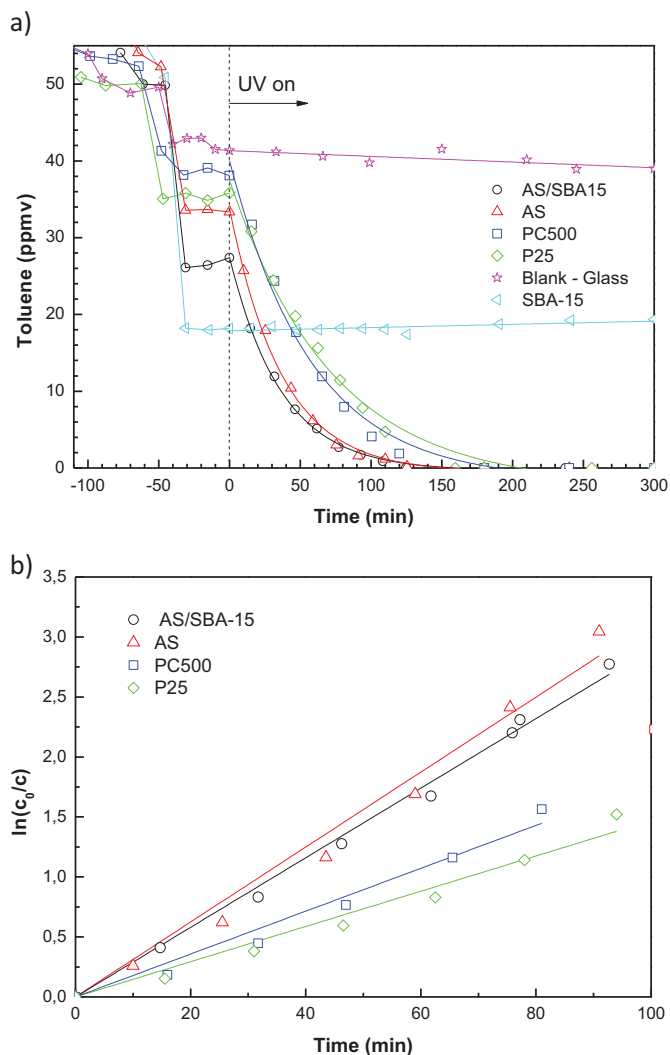 a)
50
40
30
20
10
0
Toluene (ppmv)
UV on
AS/SBA15
AS
PC500
P25
Blank - Glass
SBA-15
-100 -50 0 50 100 150 200 250 300
Time (min)
b)
3,5
3,0
2,5
2,0
1,5
1,0
0,5
0,0
ln(c₀/c)
AS/SBA-15
AS
PC500
P25
0 20 40 60 80 100
Time (min)